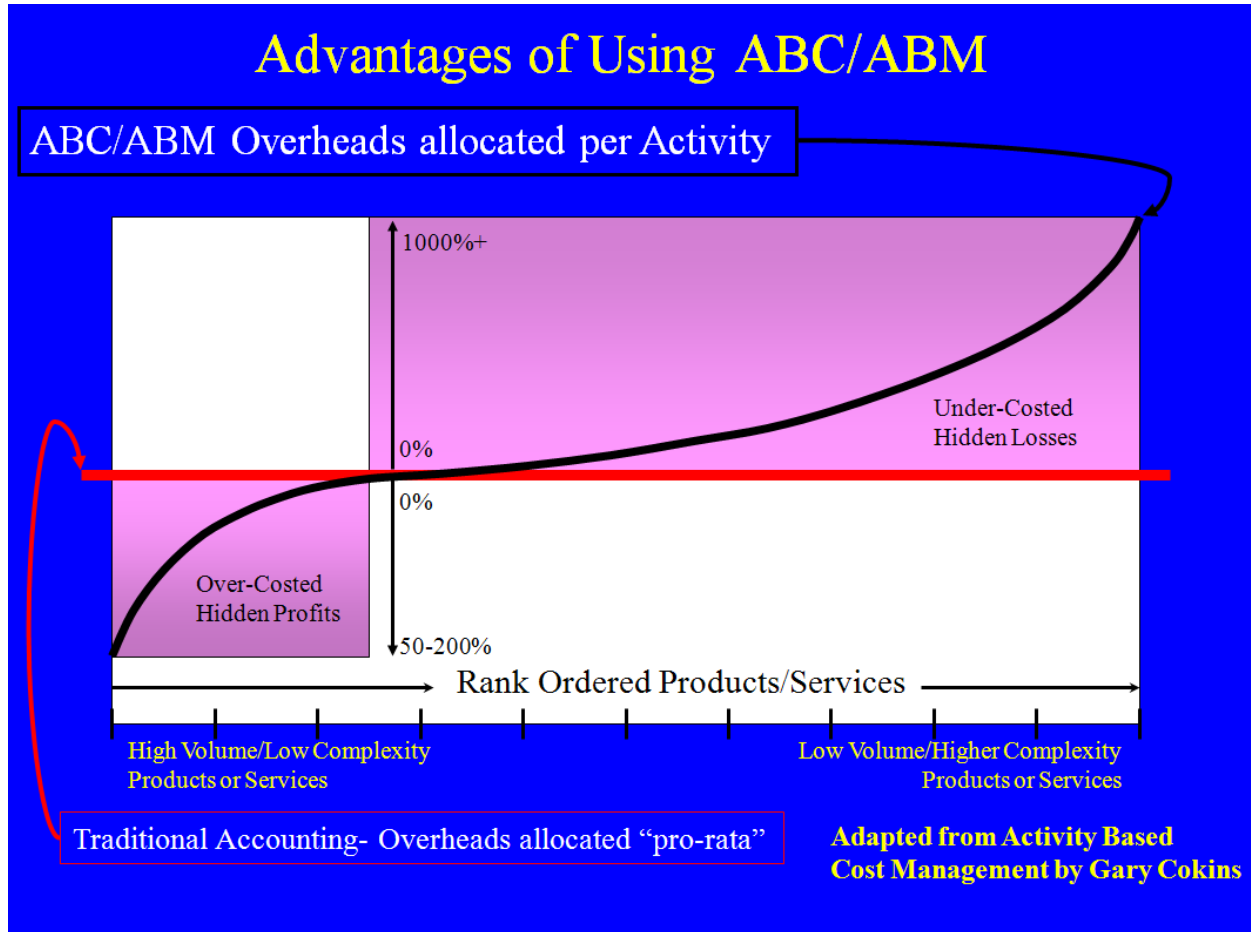 Advantages of Using ABC/ABM
ABC/ABM Overheads allocated per Activity
1000%+
Under-Costed
Hidden Losses
0%
0%
Over-Costed
Hidden Profits
50-200%
Rank Ordered Products/Services
High Volume/Low Complexity
Products or Services
Low Volume/Higher Complexity
Products or Services
Traditional Accounting- Overheads allocated “pro-rata”
Adapted from Activity Based
Cost Management by Gary Cokins